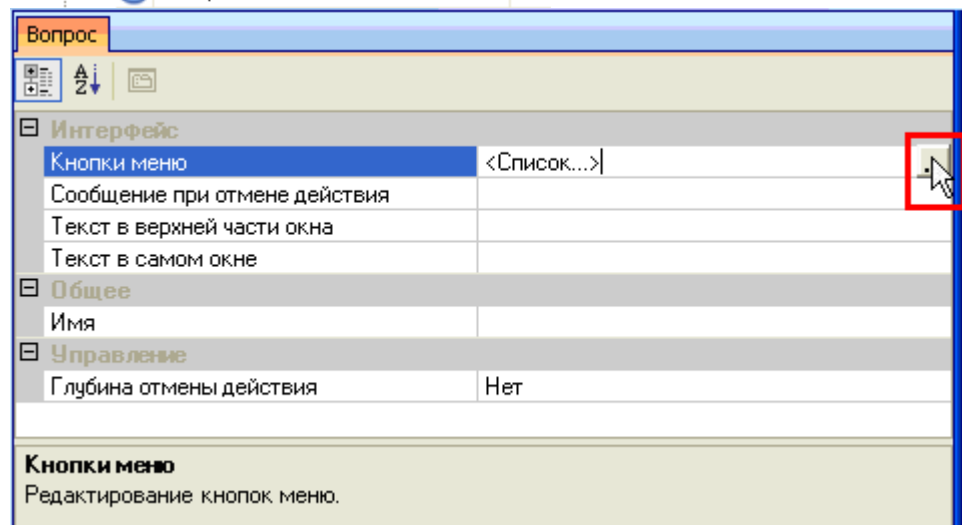 Вопрос
Интерфейс
Кнопки меню <Список...>
Сообщение при отмене действия
Текст в верхней части окна
Текст в самом окне
Общее
Имя
Управление
Глубина отмены действия Нет
Кнопки меню
Редактирование кнопок меню.